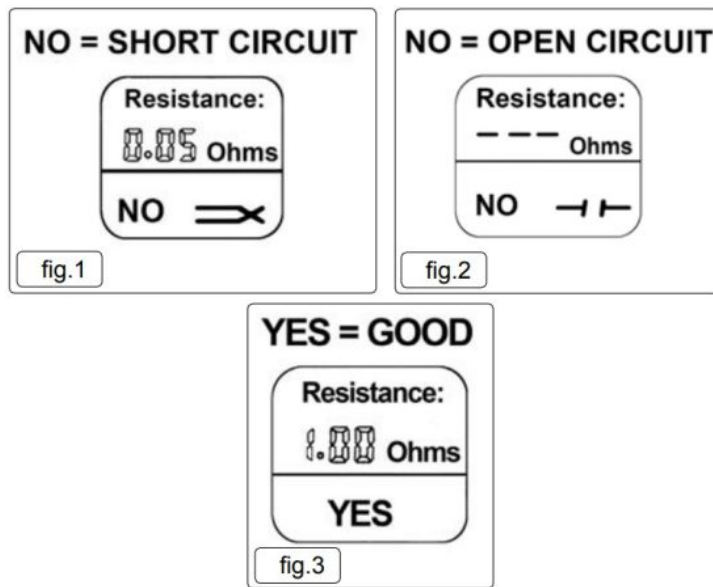 NO = SHORT CIRCUIT
Resistance:
0.05 Ohms
NO
fig.1
NO = OPEN CIRCUIT
Resistance:
--- Ohms
NO
fig.2
YES = GOOD
Resistance:
1.00 Ohms
YES
fig.3